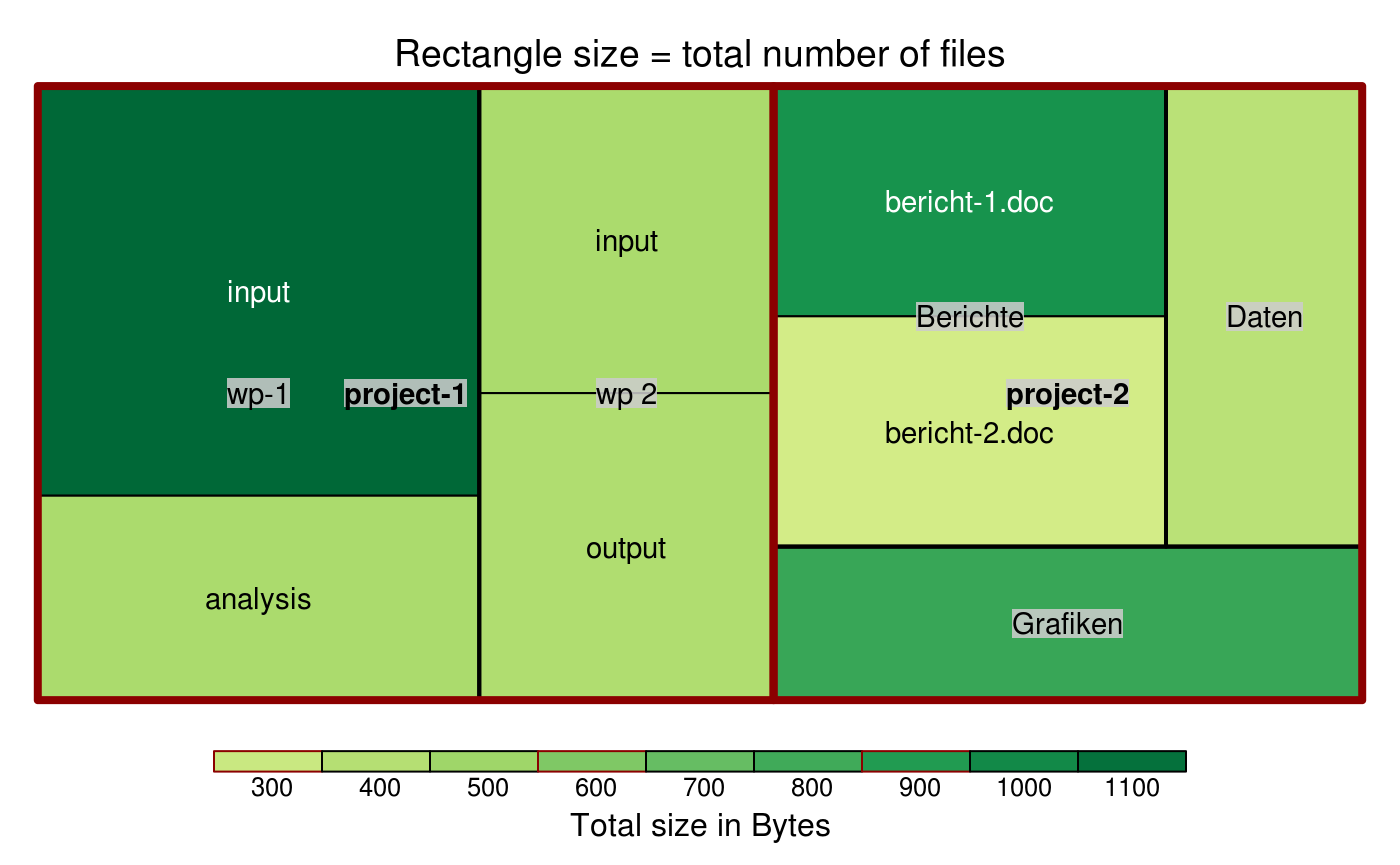 Rectangle size = total number of files
input
wp-1
project-1
analysis
input
wp 2
output
bericht-1.doc
Berichte
project-2
bericht-2.doc
Daten
Grafiken
300 400 500 600 700 800 900 1000 1100
Total size in Bytes